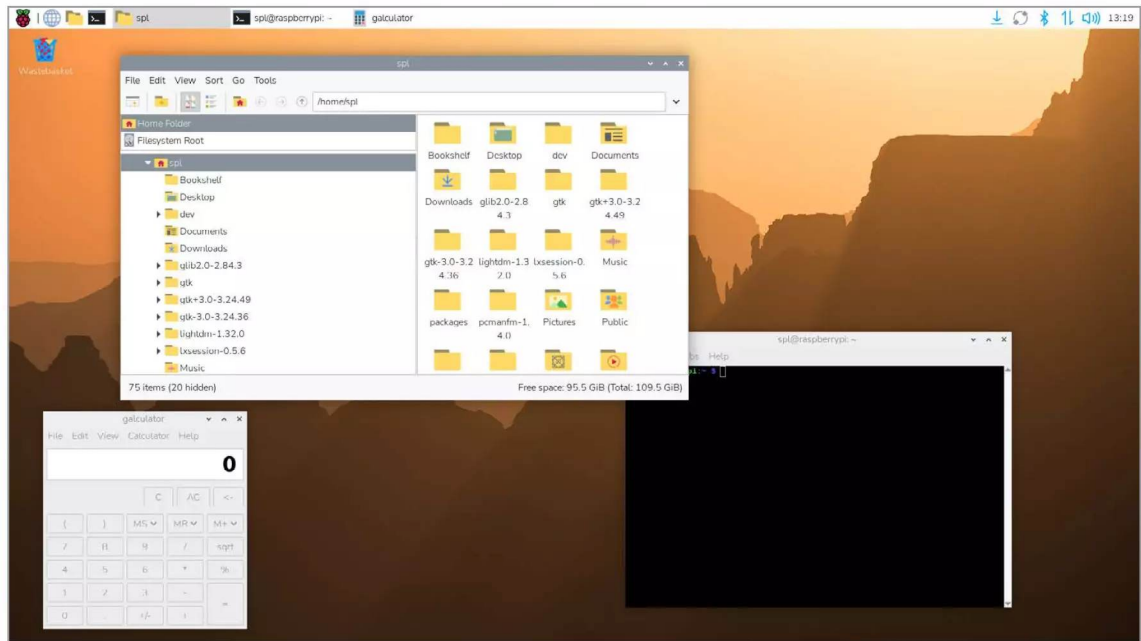 spl
spl@raspberrypi: ~
galculator
13:19
Wastebasket
spl
File Edit View Sort Go Tools
/home/spl
Home Folder
Filesystem Root
spl
Bookshelf
Desktop
dev
Documents
Downloads
glib2.0-2.84.3
gtk
gtk+3.0-3.24.49
gtk-3.0-3.24.36
lightdm-1.32.0
lxsession-0.5.6
Music
Bookshelf Desktop dev Documents
Downloads glib2.0-2.8 gtk gtk+3.0-3.2
4.3 4.49
gtk-3.0-3.2 lightdm-1.3 lxsession-0. Music
4.36 2.0 5.6
packages pcmanfm-1. Pictures Public
4.0
75 items (20 hidden) Free space: 95.5 GiB (Total: 109.5 GiB)
spl@raspberrypi: ~
Help
~ $
galculator
File Edit View Calculator Help
0
C AC <-
( ) MS MR M+
7 8 9 / sqrt
4 5 6 * %
1 2 3 - =
0 . +/- +